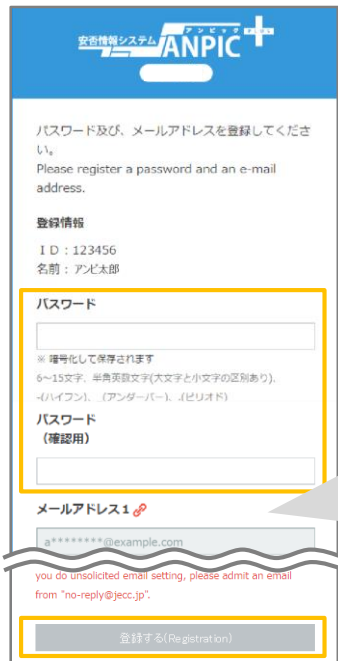 アンピック プラス
安否情報システム ANPIC
パスワード及び、メールアドレスを登録してくださ
い。
Please register a password and an e-mail
address.
登録情報
ＩＤ：123456
名前：アンピ太郎
パスワード
※ 暗号化して保存されます
6～15文字、半角英数文字(大文字と小文字の区別あり)、
-(ハイフン)、_(アンダーバー)、.(ピリオド)
パスワード
（確認用）
メールアドレス1
a********@example.com
you do unsolicited email setting, please admit an email
from "no-reply@jecc.jp".
登録する(Registration)